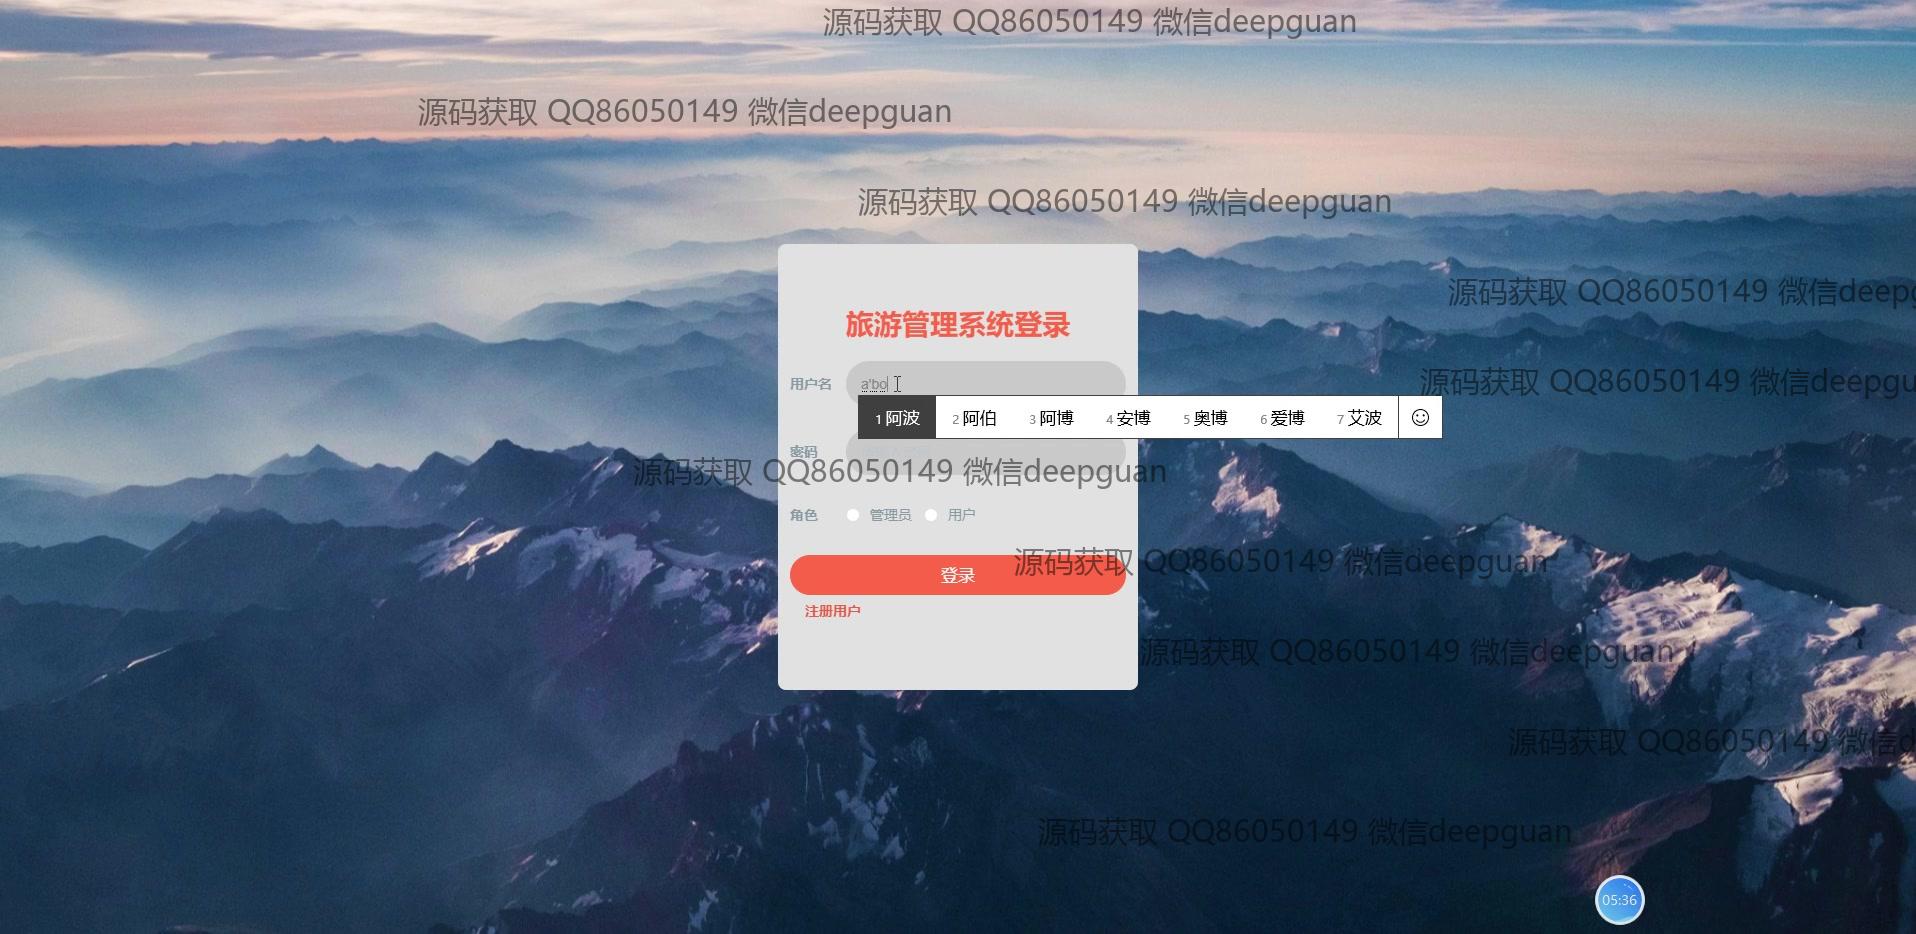 源码获取 QQ86050149 微信deepguan
源码获取 QQ86050149 微信deepguan
源码获取 QQ86050149 微信deepguan
源码获取 QQ86050149 微信deepg
旅游管理系统登录
用户名 a'bo
源码获取 QQ86050149 微信deepgu
1 阿波 2 阿伯 3 阿博 4 安博 5 奥博 6 爱博 7 艾波
密码
源码获取 QQ86050149 微信deepguan
角色 管理员 用户
源码获取 QQ86050149 微信deepguan
登录
注册用户
源码获取 QQ86050149 微信deepguan
源码获取 QQ86050149 微信d
源码获取 QQ86050149 微信deepguan
05:36